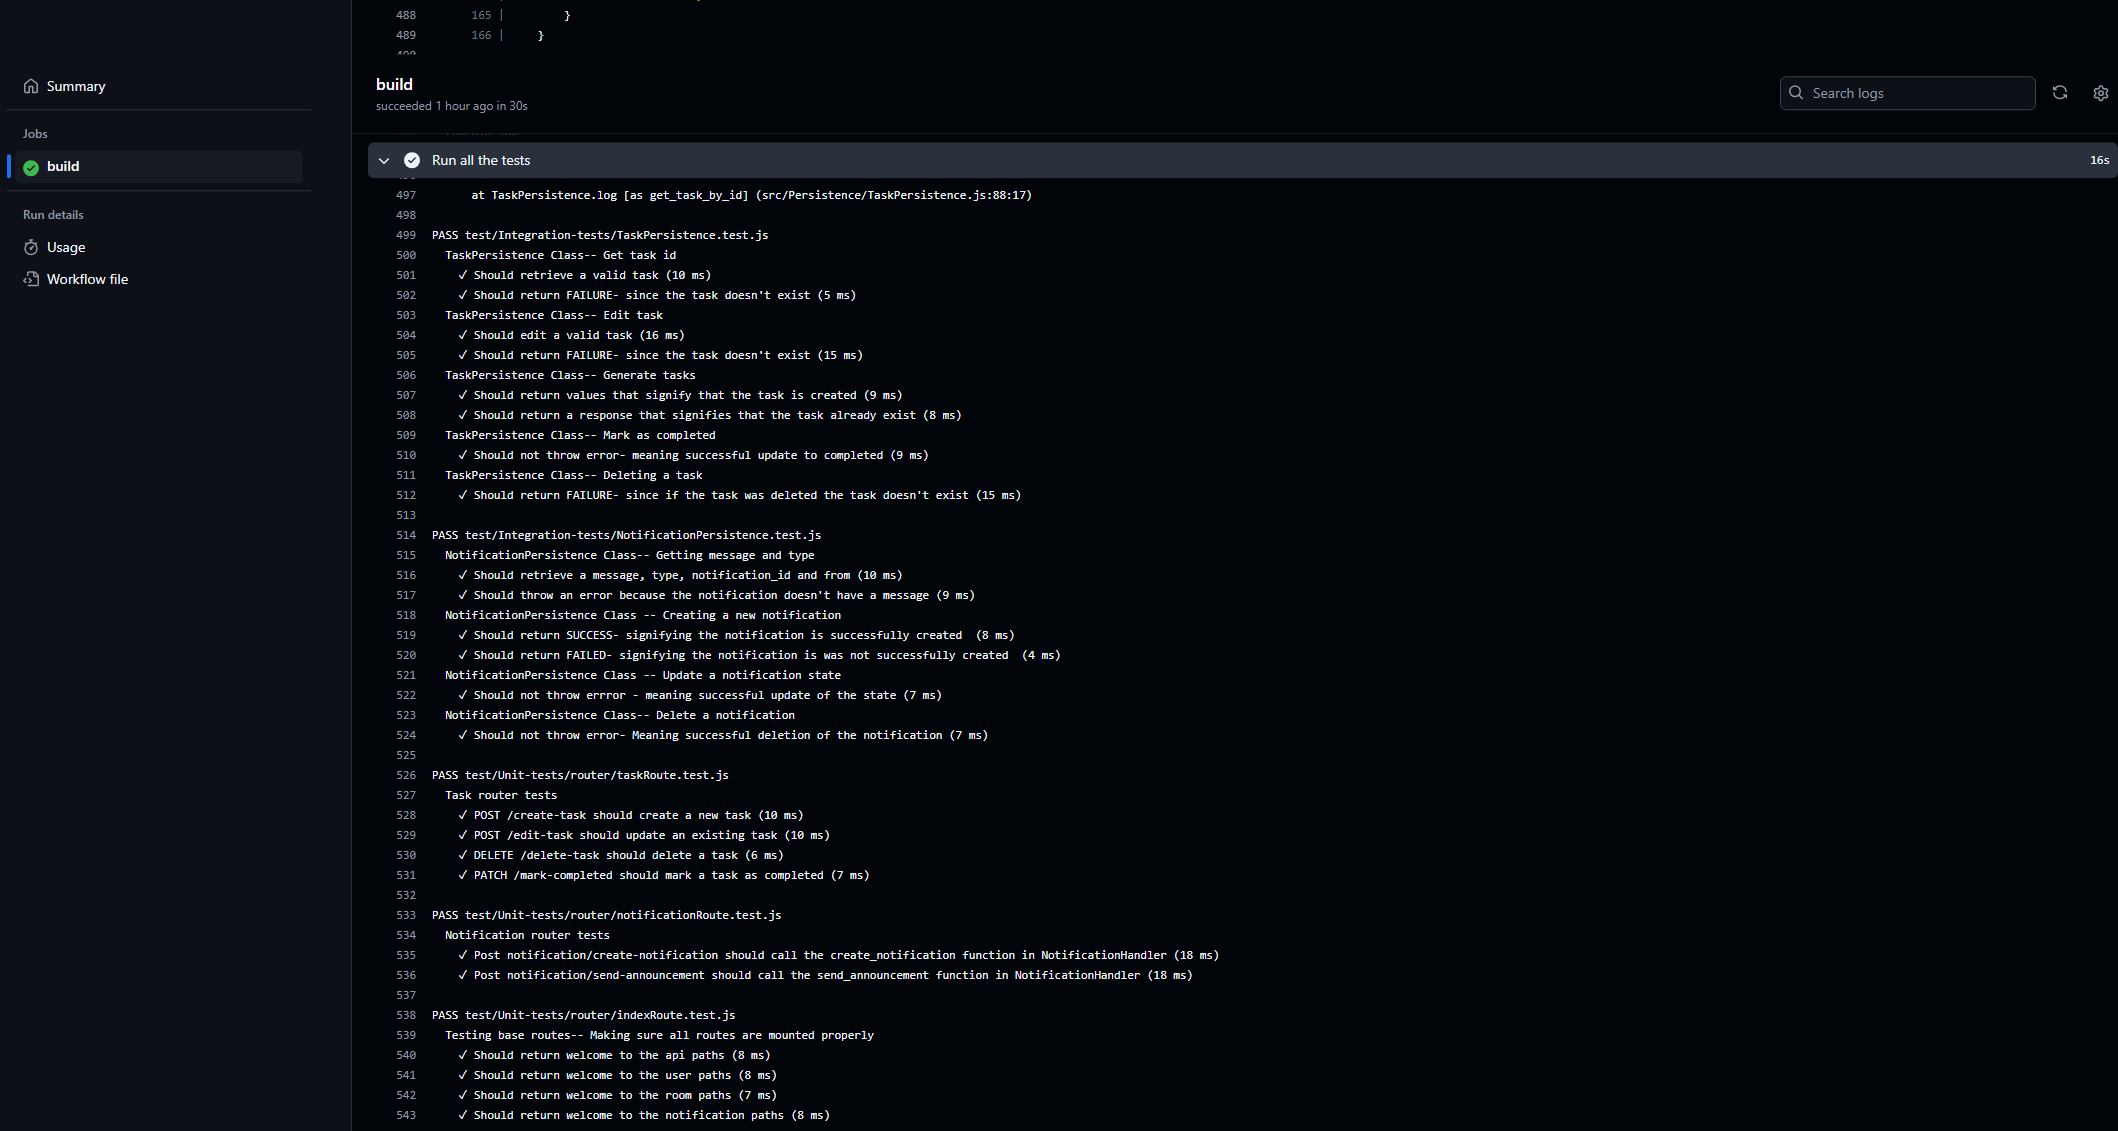 Summary
Jobs
build
Run details
Usage
Workflow file
488 165 | }
489 166 | }
build
succeeded 1 hour ago in 30s
Search logs
Run all the tests 16s
497 at TaskPersistence.log [as get_task_by_id] (src/Persistence/TaskPersistence.js:88:17)
498
499 PASS test/Integration-tests/TaskPersistence.test.js
500 TaskPersistence Class-- Get task id
501 ✓ Should retrieve a valid task (10 ms)
502 ✓ Should return FAILURE- since the task doesn't exist (5 ms)
503 TaskPersistence Class-- Edit task
504 ✓ Should edit a valid task (16 ms)
505 ✓ Should return FAILURE- since the task doesn't exist (15 ms)
506 TaskPersistence Class-- Generate tasks
507 ✓ Should return values that signify that the task is created (9 ms)
508 ✓ Should return a response that signifies that the task already exist (8 ms)
509 TaskPersistence Class-- Mark as completed
510 ✓ Should not throw error- meaning successful update to completed (9 ms)
511 TaskPersistence Class-- Deleting a task
512 ✓ Should return FAILURE- since if the task was deleted the task doesn't exist (15 ms)
513
514 PASS test/Integration-tests/NotificationPersistence.test.js
515 NotificationPersistence Class-- Getting message and type
516 ✓ Should retrieve a message, type, notification_id and from (10 ms)
517 ✓ Should throw an error because the notification doesn't have a message (9 ms)
518 NotificationPersistence Class -- Creating a new notification
519 ✓ Should return SUCCESS- signifying the notification is successfully created  (8 ms)
520 ✓ Should return FAILED- signifying the notification is was not successfully created  (4 ms)
521 NotificationPersistence Class -- Update a notification state
522 ✓ Should not throw errror - meaning successful update of the state (7 ms)
523 NotificationPersistence Class-- Delete a notification
524 ✓ Should not throw error- Meaning successful deletion of the notification (7 ms)
525
526 PASS test/Unit-tests/router/taskRoute.test.js
527 Task router tests
528 ✓ POST /create-task should create a new task (10 ms)
529 ✓ POST /edit-task should update an existing task (10 ms)
530 ✓ DELETE /delete-task should delete a task (6 ms)
531 ✓ PATCH /mark-completed should mark a task as completed (7 ms)
532
533 PASS test/Unit-tests/router/notificationRoute.test.js
534 Notification router tests
535 ✓ Post notification/create-notification should call the create_notification function in NotificationHandler (18 ms)
536 ✓ Post notification/send-announcement should call the send_announcement function in NotificationHandler (18 ms)
537
538 PASS test/Unit-tests/router/indexRoute.test.js
539 Testing base routes-- Making sure all routes are mounted properly
540 ✓ Should return welcome to the api paths (8 ms)
541 ✓ Should return welcome to the user paths (8 ms)
542 ✓ Should return welcome to the room paths (7 ms)
543 ✓ Should return welcome to the notification paths (8 ms)